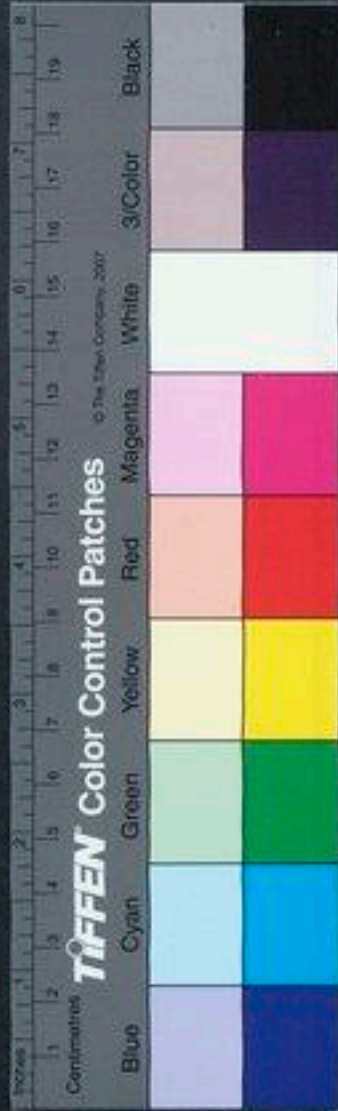 Inches 1 2 3 4 5 6 7 8
Centimetres 1 2 3 4 5 6 7 8 9 10 11 12 13 14 15 16 17 18 19
TIFFEN® Color Control Patches © The Tiffen Company, 2007
Blue Cyan Green Yellow Red Magenta White 3/Color Black